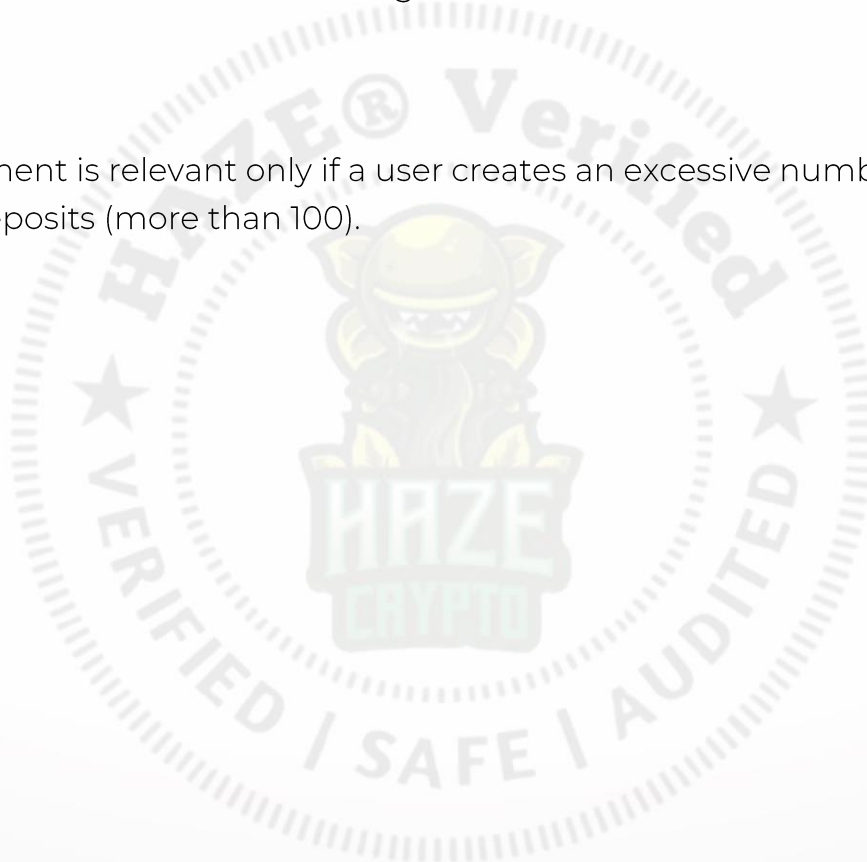 HAZE® Verified
nent is relevant only if a user creates an excessive numb
posits (more than 100).
HAZE
CRYPTO
VERIFIED | SAFE | AUDITED